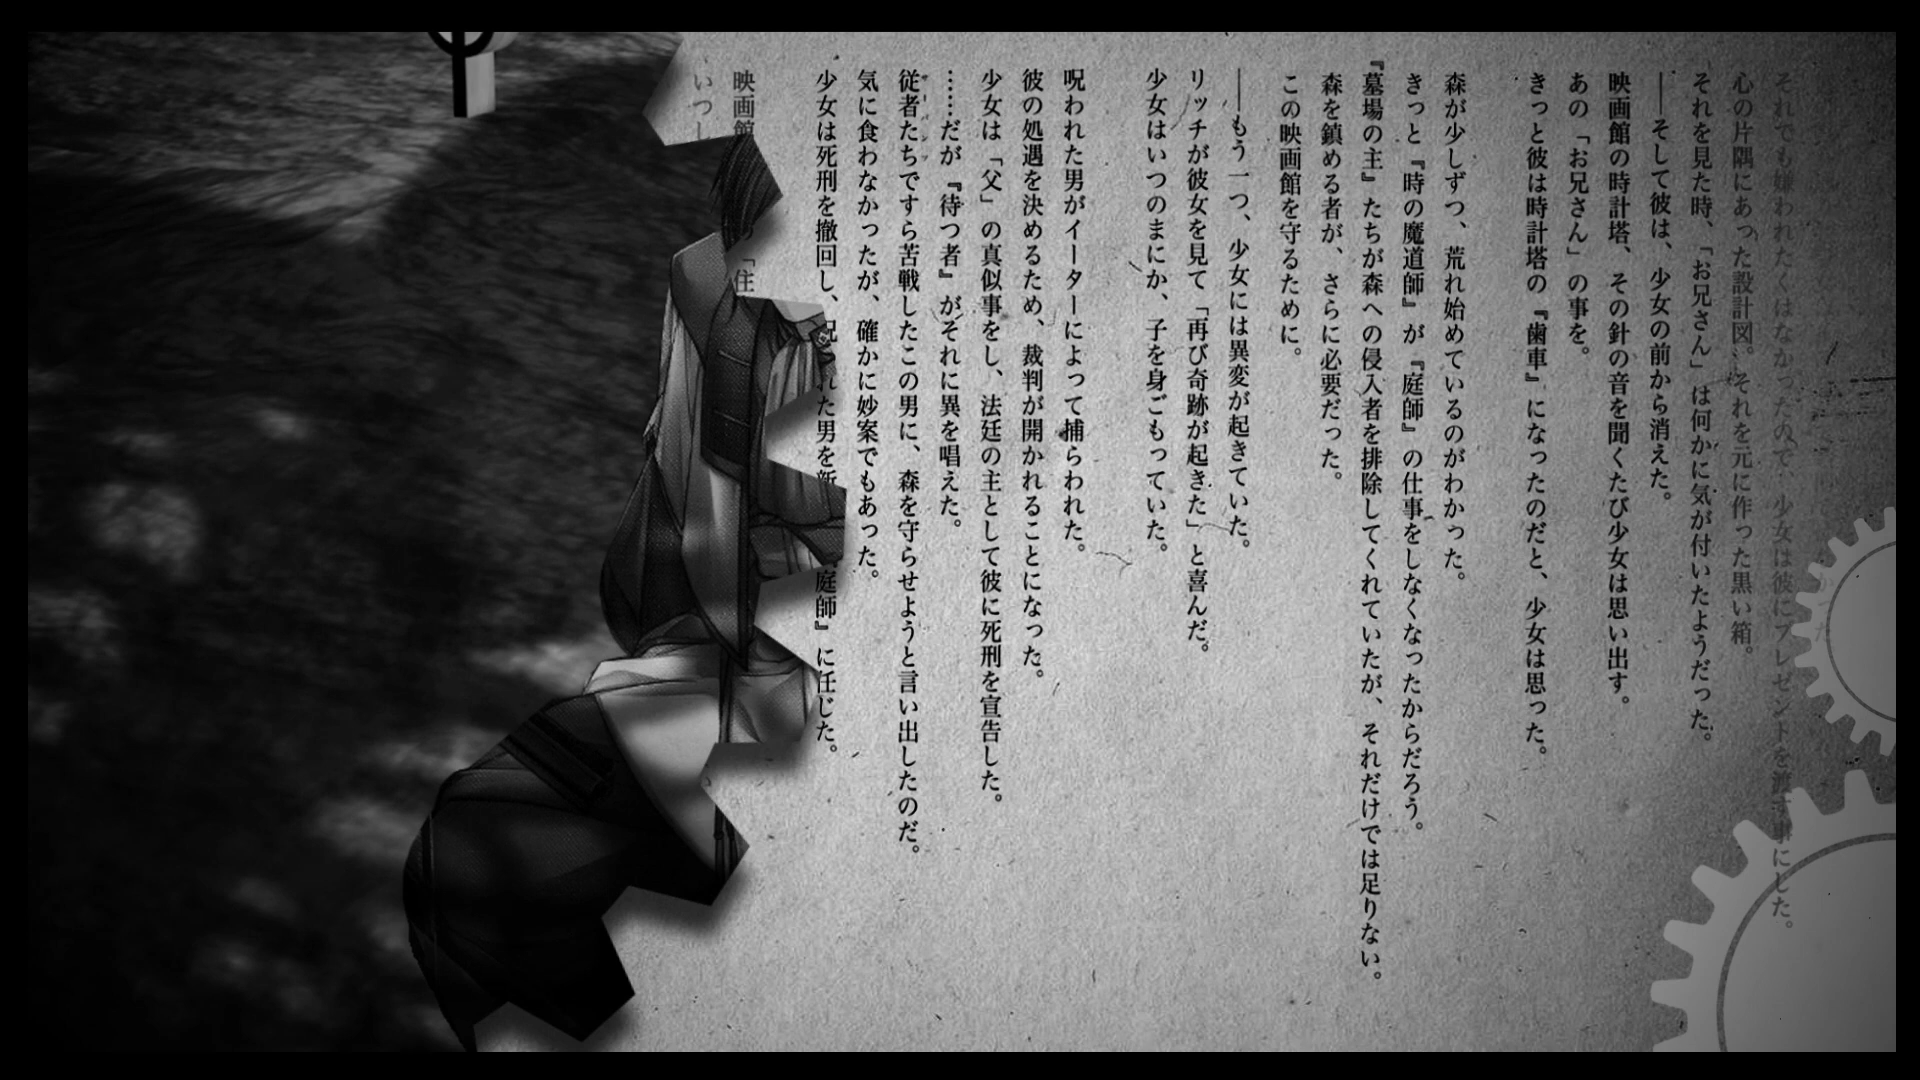 それでも嫌われたくはなかったので、少女は彼にプレゼントを渡す事にした。
心の片隅にあった設計図。それを元に作った黒い箱。
それを見た時、「お兄さん」は何かに気が付いたようだった。
――そして彼は、少女の前から消えた。
映画館の時計塔、その針の音を聞くたび少女は思い出す。
あの「お兄さん」の事を。
きっと彼は時計塔の『歯車』になったのだと、少女は思った。
森が少しずつ、荒れ始めているのがわかった。
きっと『時の魔道師』が『庭師』の仕事をしなくなったからだろう。
『墓場の主』たちが森への侵入者を排除してくれていたが、それだけでは足りない。
森を鎮める者が、さらに必要だった。
この映画館を守るために。
――もう一つ、少女には異変が起きていた。
リッチが彼女を見て「再び奇跡が起きた」と喜んだ。
少女はいつのまにか、子を身ごもっていた。
呪われた男がイーターによって捕らわれた。
彼の処遇を決めるため、裁判が開かれることになった。
少女は「父」の真似事をし、法廷の主として彼に死刑を宣告した。
……だが『待つ者』がそれに異を唱えた。
従者たちですら苦戦したこの男に、森を守らせようと言い出したのだ。
サーバンツ
気に食わなかったが、確かに妙案でもあった。
少女は死刑を撤回し、呪われた男を新 庭師』に任じた。
映画館 の「住
いつし